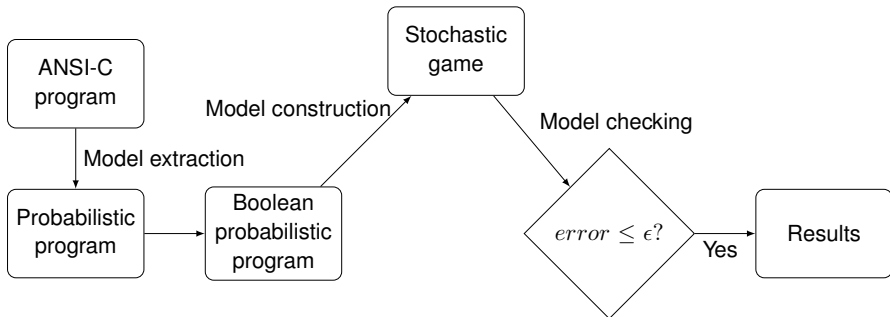 ANSI-C
program
Model extraction
Probabilistic
program
Boolean
probabilistic
program
Model construction
Stochastic
game
Model checking
error ≤ ϵ?
Yes
Results